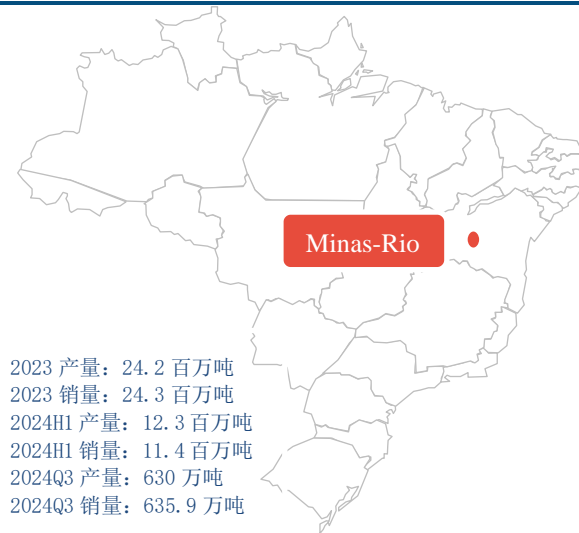 Minas-Rio
2023 产量：24.2 百万吨
2023 销量：24.3 百万吨
2024H1 产量：12.3 百万吨
2024H1 销量：11.4 百万吨
2024Q3 产量：630 万吨
2024Q3 销量：635.9 万吨